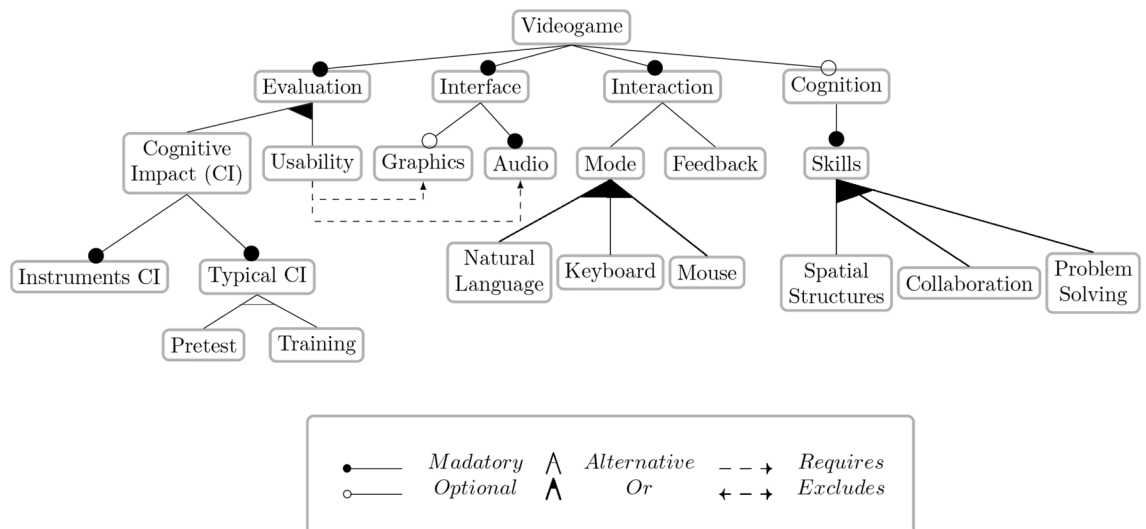 Videogame
Evaluation
Interface
Interaction
Cognition
Cognitive
Impact (CI)
Usability
Graphics
Audio
Mode
Feedback
Skills
Instruments CI
Typical CI
Natural
Language
Keyboard
Mouse
Spatial
Structures
Collaboration
Problem
Solving
Pretest
Training
Madatory Alternative Requires
Optional Or Excludes